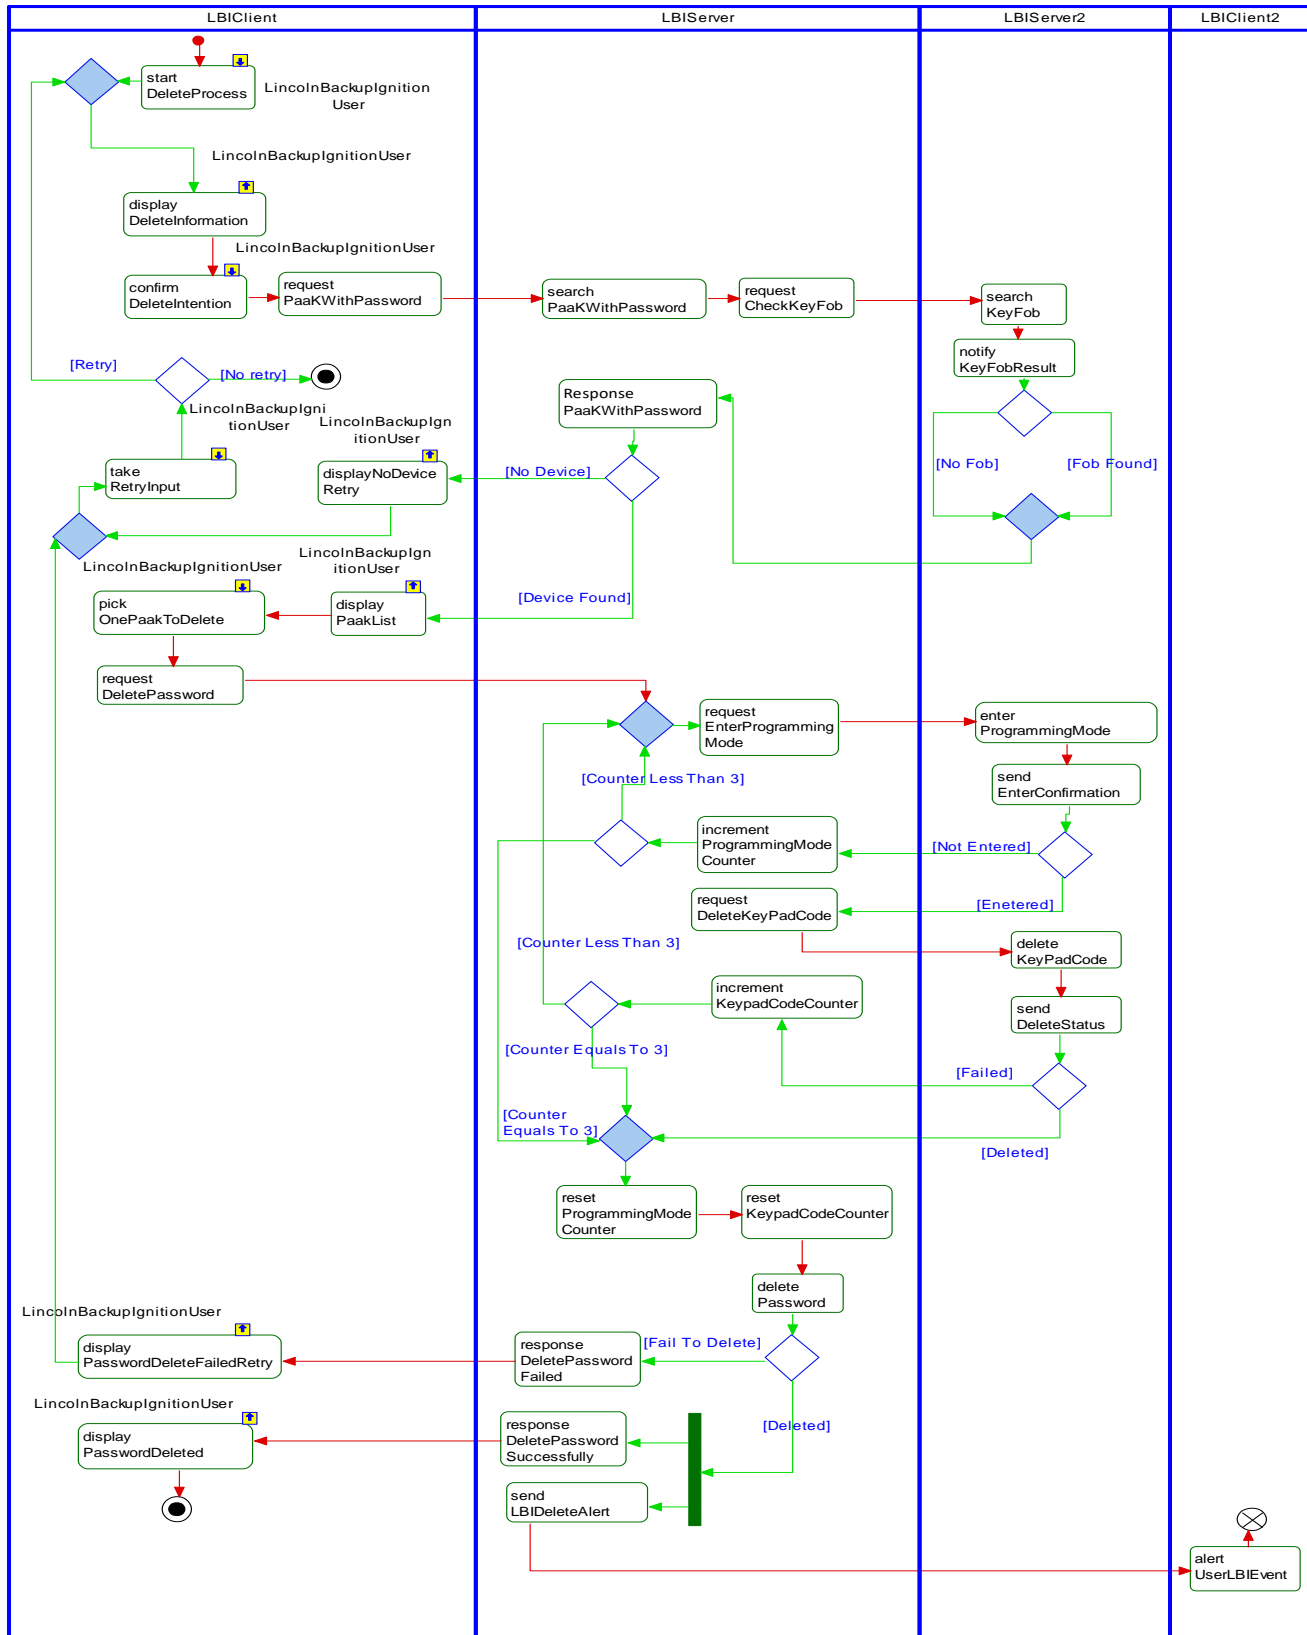 LBIClient
LBIServer
LBIServer2
LBIClient2
start
DeleteProcess
LincolnBackupIgnition
User
LincolnBackupIgnitionUser
display
DeleteInformation
LincolnBackupIgnitionUser
confirm
DeleteIntention
request
PaaKWithPassword
search
PaaKWithPassword
request
CheckKeyFob
search
KeyFob
notify
KeyFobResult
[Retry]
[No retry]
Response
PaaKWithPassword
LincolnBackupIgni
tionUser
LincolnBackupIgn
itionUser
[No Fob]
[Fob Found]
take
RetryInput
displayNoDevice
Retry
[No Device]
LincolnBackupIgnitionUser
LincolnBackupIgn
itionUser
pick
OnePaakToDelete
display
PaakList
[Device Found]
request
DeletePassword
request
EnterProgramming
Mode
enter
ProgrammingMode
[Counter Less Than 3]
send
EnterConfirmation
increment
ProgrammingMode
Counter
[Not Entered]
request
DeleteKeyPadCode
[Enetered]
[Counter Less Than 3]
delete
KeyPadCode
increment
KeypadCodeCounter
send
DeleteStatus
[Counter Equals To 3]
[Failed]
[Counter
Equals To 3]
[Deleted]
reset
ProgrammingMode
Counter
reset
KeypadCodeCounter
delete
Password
LincolnBackupIgnitionUser
display
PasswordDeleteFailedRetry
response
DeletePassword
Failed
[Fail To Delete]
LincolnBackupIgnitionUser
display
PasswordDeleted
response
DeletePassword
Successfully
[Deleted]
send
LBIDeleteAlert
alert
UserLBIEvent